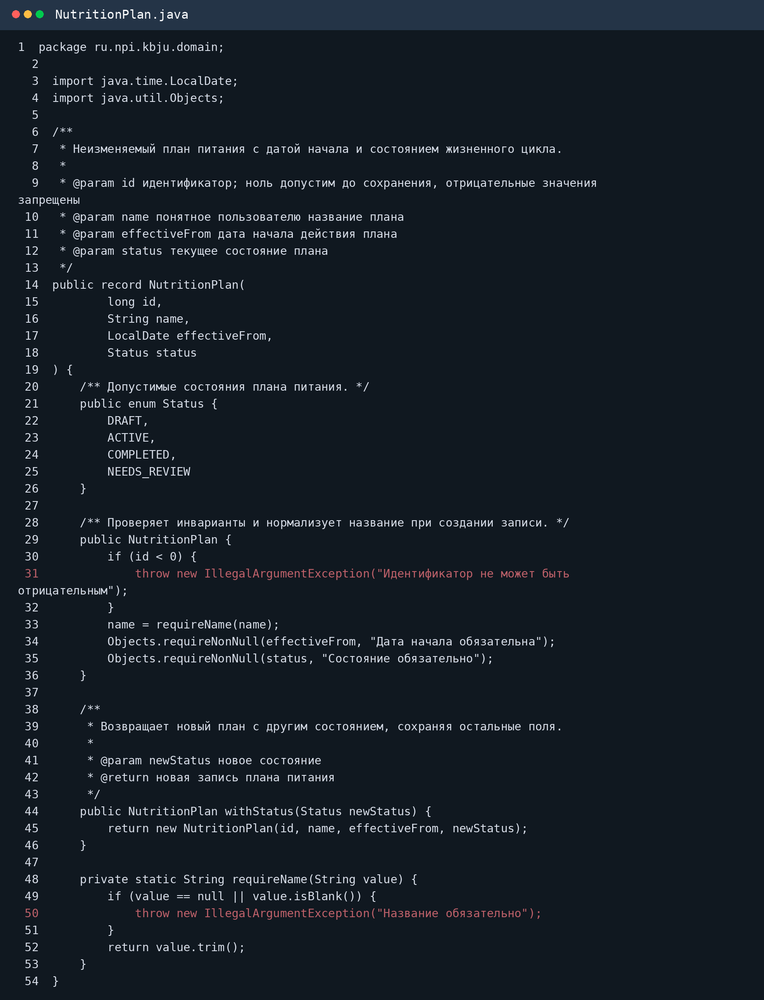 NutritionPlan.java
1  package ru.npi.kbju.domain;
  2
  3  import java.time.LocalDate;
  4  import java.util.Objects;
  5
  6  /**
  7   * Неизменяемый план питания с датой начала и состоянием жизненного цикла.
  8   *
  9   * @param id идентификатор; ноль допустим до сохранения, отрицательные значения
запрещены
 10   * @param name понятное пользователю название плана
 11   * @param effectiveFrom дата начала действия плана
 12   * @param status текущее состояние плана
 13   */
 14  public record NutritionPlan(
 15          long id,
 16          String name,
 17          LocalDate effectiveFrom,
 18          Status status
 19  ) {
 20      /** Допустимые состояния плана питания. */
 21      public enum Status {
 22          DRAFT,
 23          ACTIVE,
 24          COMPLETED,
 25          NEEDS_REVIEW
 26      }
 27
 28      /** Проверяет инварианты и нормализует название при создании записи. */
 29      public NutritionPlan {
 30          if (id < 0) {
 31              throw new IllegalArgumentException("Идентификатор не может быть
отрицательным");
 32          }
 33          name = requireName(name);
 34          Objects.requireNonNull(effectiveFrom, "Дата начала обязательна");
 35          Objects.requireNonNull(status, "Состояние обязательно");
 36      }
 37
 38      /**
 39       * Возвращает новый план с другим состоянием, сохраняя остальные поля.
 40       *
 41       * @param newStatus новое состояние
 42       * @return новая запись плана питания
 43       */
 44      public NutritionPlan withStatus(Status newStatus) {
 45          return new NutritionPlan(id, name, effectiveFrom, newStatus);
 46      }
 47
 48      private static String requireName(String value) {
 49          if (value == null || value.isBlank()) {
 50              throw new IllegalArgumentException("Название обязательно");
 51          }
 52          return value.trim();
 53      }
 54  }